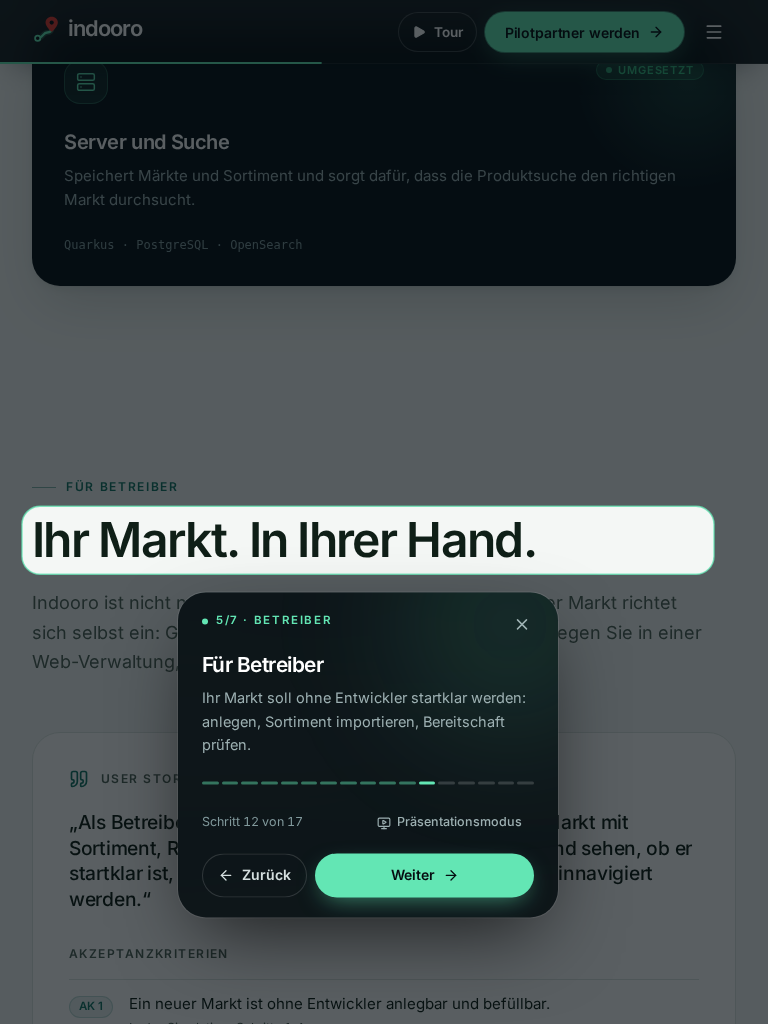 indooro
Tour
Pilotpartner werden
UMGESETZT
Server und Suche
Speichert Märkte und Sortiment und sorgt dafür, dass die Produktsuche den richtigen
Markt durchsucht.
Quarkus · PostgreSQL · OpenSearch
FÜR BETREIBER
Ihr Markt. In Ihrer Hand.
Indooro ist nicht
er Markt richtet
sich selbst ein:
egen Sie in einer
Web-Verwaltung,
5/7 · BETREIBER
Für Betreiber
Ihr Markt soll ohne Entwickler startklar werden:
anlegen, Sortiment importieren, Bereitschaft
prüfen.
Schritt 12 von 17
Präsentationsmodus
Zurück
Weiter
USER
„Als
arkt mit
Sortiment,
nd sehen, ob er
startklar ist,
innavigiert
werden.“
AKZEPTANZKRITERIEN
AK 1
Ein neuer Markt ist ohne Entwickler anlegbar und befüllbar.